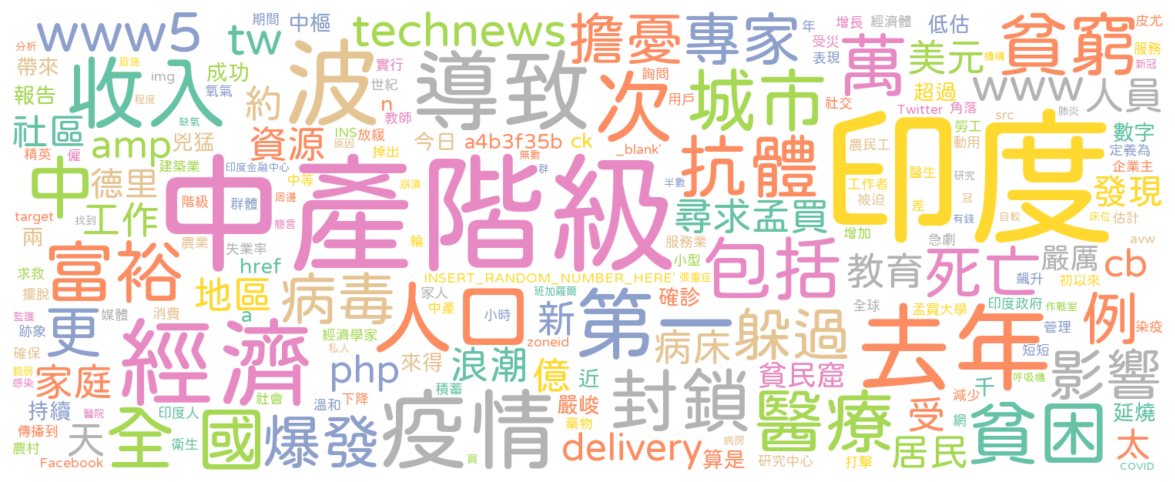 分析
www5
期間
中樞
technews
擔憂
專家
年
增長
經濟體
低估
皮尤
帶來
設施
tw
實行
波
導致
次
受災
表現
萬
美元
機構
貧窮
服務
新冠
報告
收入
img
成功
氧氣
世紀
詢問
用戶
城市
超過
www
人員
程度
約
n
教師
社交
Twitter
角落
src
肺炎
社區
缺氧
amp
兇猛
資源
INS
原因
放緩
今日
a4b3f35b
ck
勞工
動用
數字
定義為
精英
僱
建築業
印度金融中心
掉出
無數
_blank'
群
半數
農民工
印度
醫生
研究
企業主
中
德里
中產階級
中等
崩潰
抗體
工作者
被迫
冠
有錢
發現
階級
群體
周邊
差
床位
估計
target
工作
找到
簡言
尋求
孟買
自殺
兩
農業
失業率
輪
服務業
小型
包括
增加
急劇
avw
求救
富裕
href
INSERT_RANDOM_NUMBER_HERE'
張重症
教育
死亡
嚴厲
飆升
初以來
cb
擺脫
地區
病毒
家人
班加羅爾
確診
監護
媒體
消費
a
中產
人口
小時
新
第一
全球
孟買大學
印度政府
作戰室
例
跡象
更
經濟
經濟學家
來得
zoneid
病床
躲過
去年
管理
染疫
確保
私人
短短
影響
脆弱
感染
家庭
php
浪潮
億
近
貧民窟
呼吸機
持續
社會
溫和
下降
積蓄
嚴峻
封鎖
醫療
減少
千
醫院
印度人
藥物
受
網
貧困
延燒
傳播到
天
全國
爆發
疫情
農村
衛生
delivery
病房
算是
打擊
居民
太
Facebook
買
研究中心
COVID